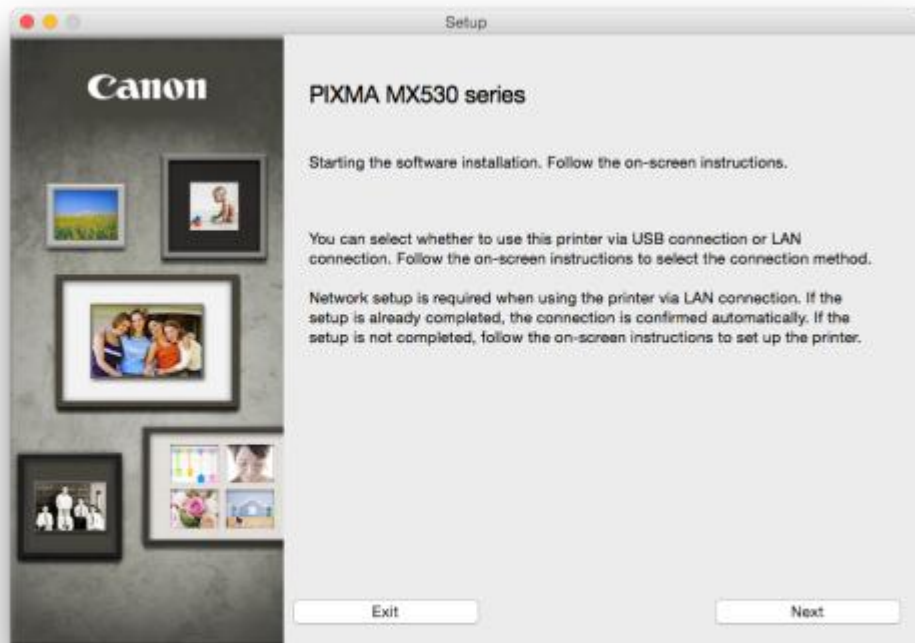 Setup
Canon
PIXMA MX530 series
Starting the software installation. Follow the on-screen instructions.
You can select whether to use this printer via USB connection or LAN
connection. Follow the on-screen instructions to select the connection method.
Network setup is required when using the printer via LAN connection. If the
setup is already completed, the connection is confirmed automatically. If the
setup is not completed, follow the on-screen instructions to set up the printer.
Exit
Next